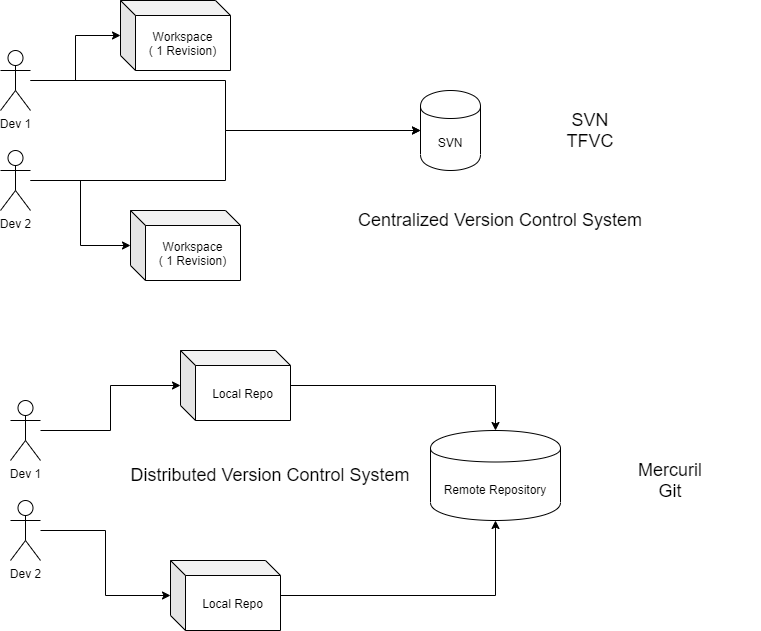 Workspace
( 1 Revision)
Dev 1
SVN
SVN
TFVC
Dev 2
Centralized Version Control System
Workspace
( 1 Revision)
Local Repo
Dev 1
Distributed Version Control System
Remote Repository
Mercuril
Git
Dev 2
Local Repo